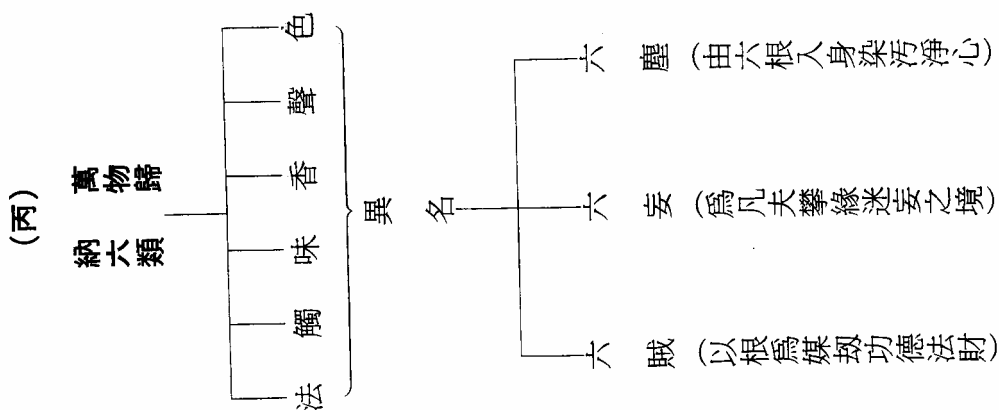 (丙)
萬物歸
納六類
色
聲
香
味
觸
法
異名
六塵(由六根入身染污淨心)
六妄(爲凡夫攀緣迷妄之境)
六賊(以根爲媒劫功德法財)